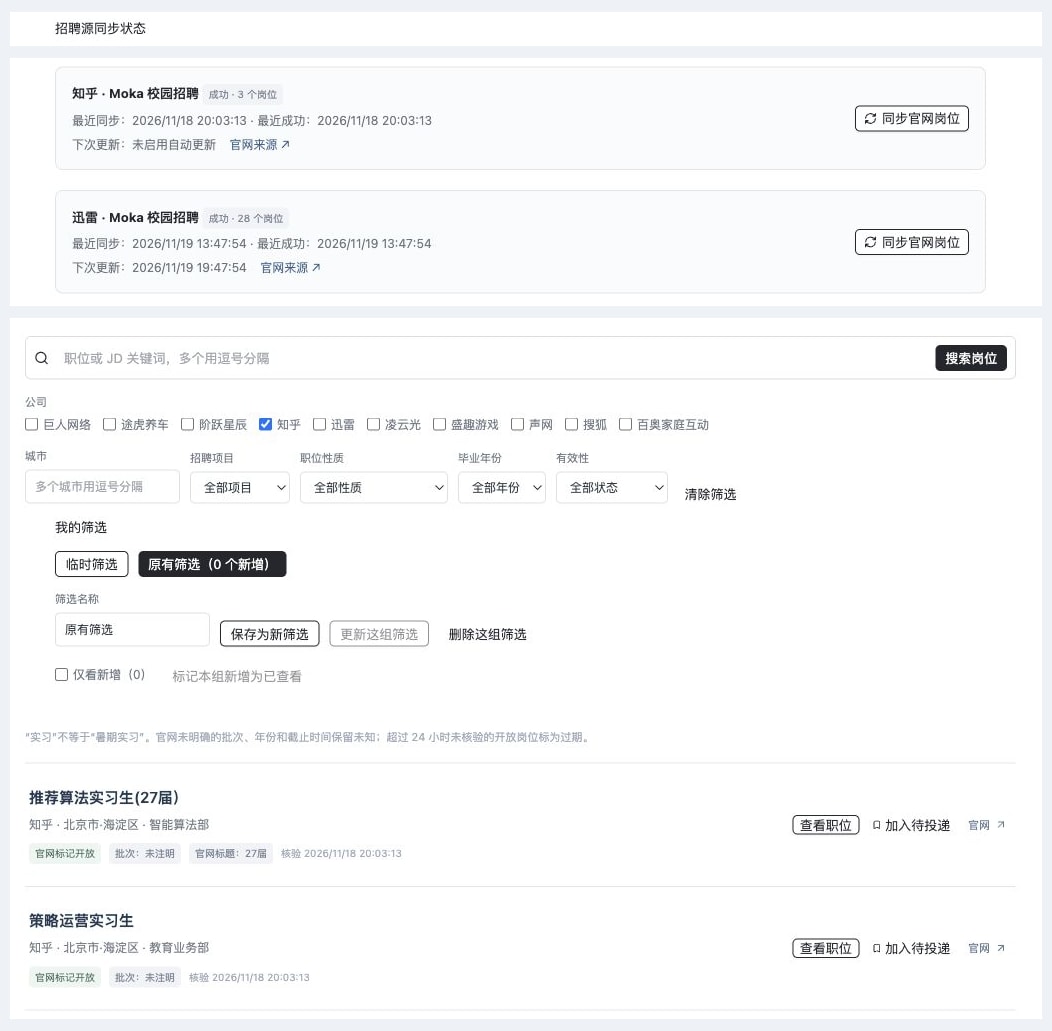 招聘源同步状态
知乎 · Moka 校园招聘 成功 · 3 个岗位
最近同步：2026/11/18 20:03:13 · 最近成功：2026/11/18 20:03:13
下次更新：未启用自动更新 官网来源 ↗
同步官网岗位
迅雷 · Moka 校园招聘 成功 · 28 个岗位
最近同步：2026/11/19 13:47:54 · 最近成功：2026/11/19 13:47:54
下次更新：2026/11/19 19:47:54 官网来源 ↗
同步官网岗位
职位或 JD 关键词，多个用逗号分隔 搜索岗位
公司
巨人网络 途虎养车 阶跃星辰 知乎 迅雷 凌云光 盛趣游戏 声网 搜狐 百奥家庭互动
城市 招聘项目 职位性质 毕业年份 有效性
多个城市用逗号分隔 全部项目 全部性质 全部年份 全部状态 清除筛选
我的筛选
临时筛选 原有筛选（0 个新增）
筛选名称
原有筛选 保存为新筛选 更新这组筛选 删除这组筛选
仅看新增（0） 标记本组新增为已查看
“实习”不等于“暑期实习”。官网未明确的批次、年份和截止时间保留未知；超过 24 小时未核验的开放岗位标为过期。
推荐算法实习生(27届)
知乎 · 北京市·海淀区 · 智能算法部
官网标记开放 批次：未注明 官网标题：27届 核验 2026/11/18 20:03:13
查看职位 加入待投递 官网 ↗
策略运营实习生
知乎 · 北京市·海淀区 · 教育业务部
官网标记开放 批次：未注明 核验 2026/11/18 20:03:13
查看职位 加入待投递 官网 ↗